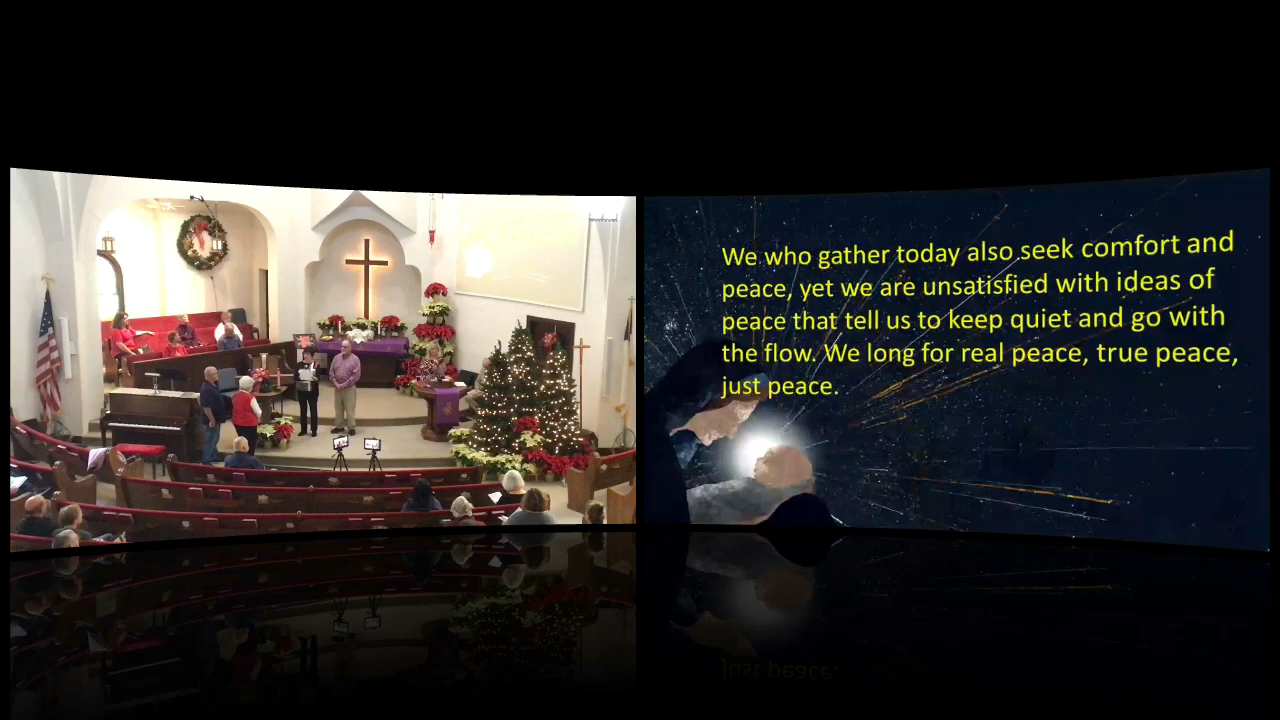 We who gather today also seek comfort and
peace, yet we are unsatisfied with ideas of
peace that tell us to keep quiet and go with
the flow. We long for real peace, true peace,
just peace.